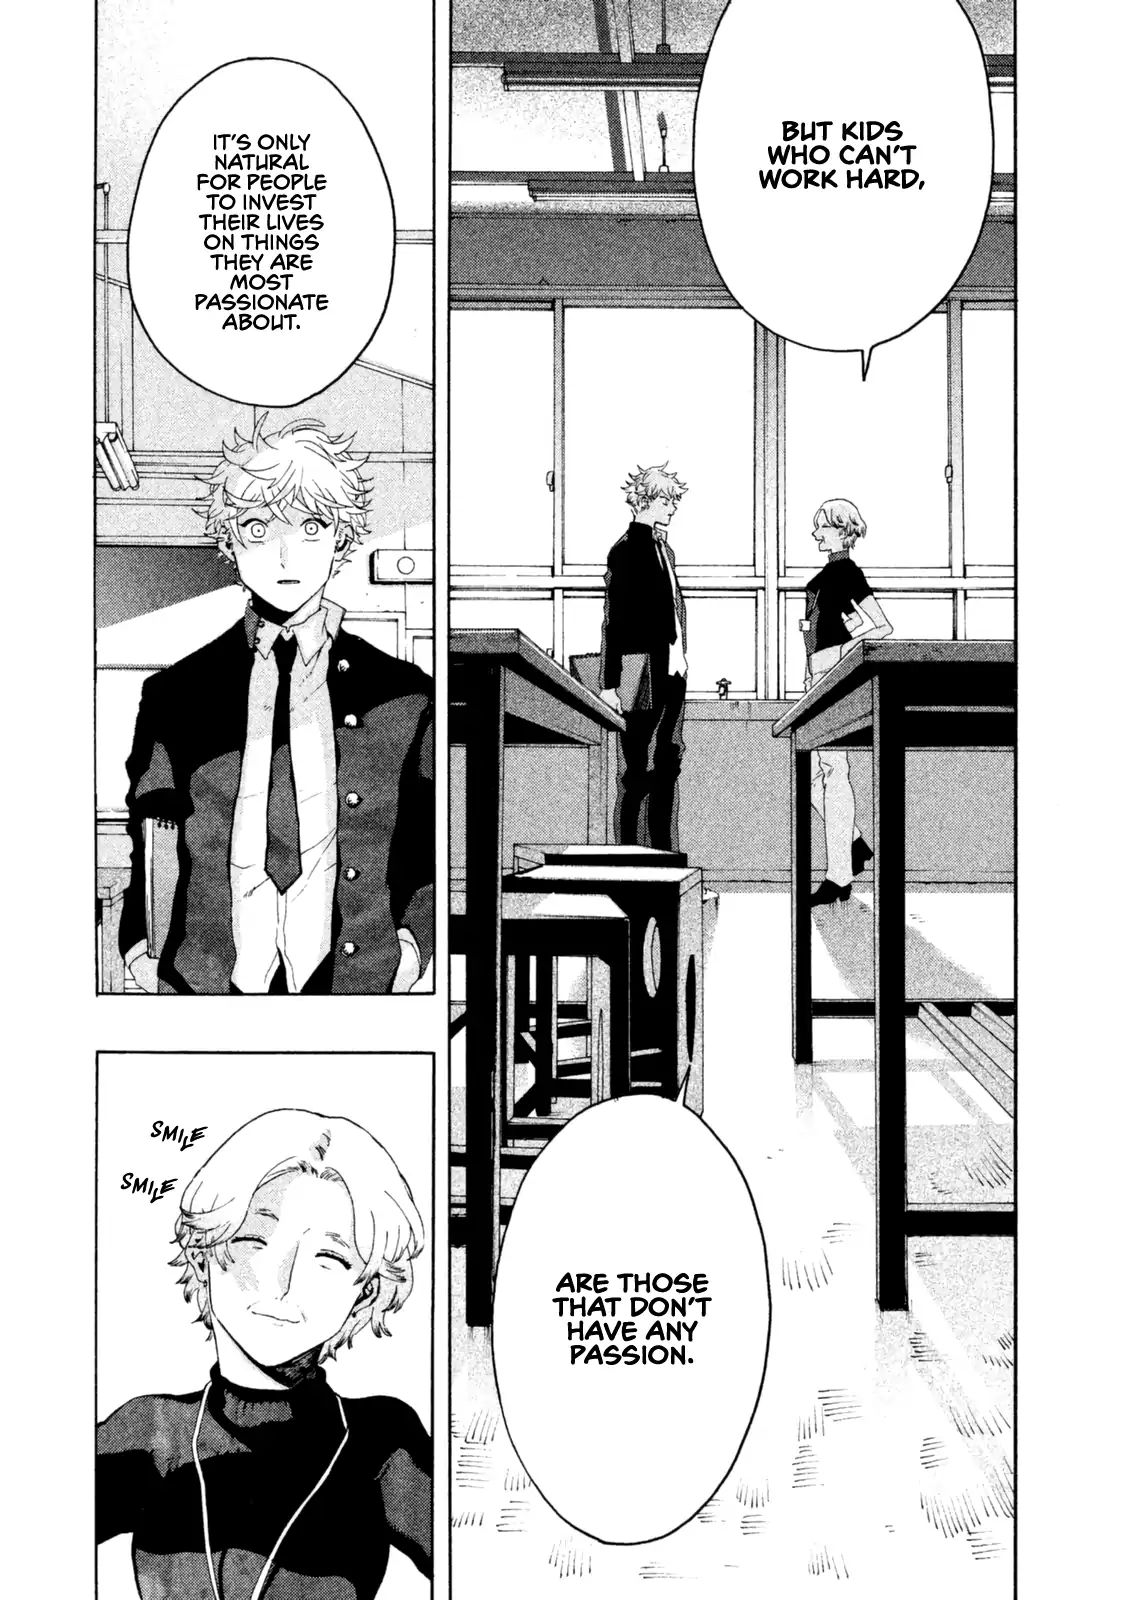 BUT KIDS
WHO CAN'T
WORK HARD,
ARE THOSE
THAT DON'T
HAVE ANY
PASSION.
IT'S ONLY
NATURAL
FOR PEOPLE
TO INVEST
THEIR LIVES
ON THINGS
THEY ARE
MOST
PASSIONATE
ABOUT.
SMILE
SMILE